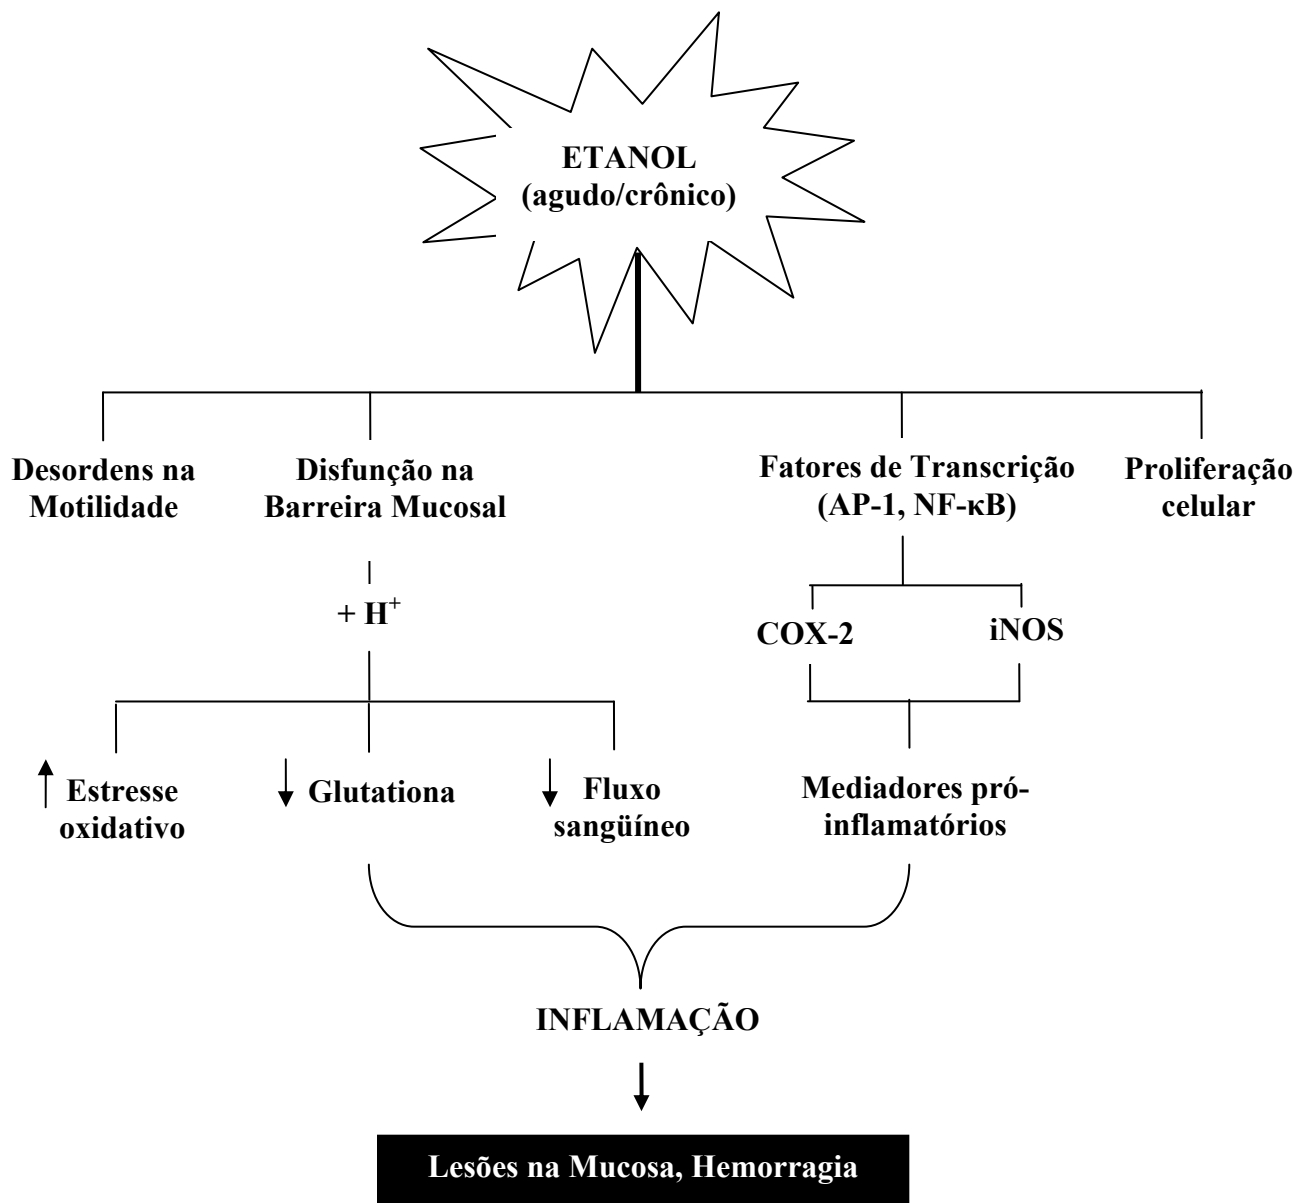 ETANOL
(agudo/crônico)
Desordens na
Motilidade
Disfunção na
Barreira Mucosal
Fatores de Transcrição
(AP-1, NF-κB)
Proliferação
celular
+ H⁺
COX-2
iNOS
Estresse
oxidativo
Glutationa
Fluxo
sangüíneo
Mediadores pró-
inflamatórios
INFLAMAÇÃO
Lesões na Mucosa, Hemorragia